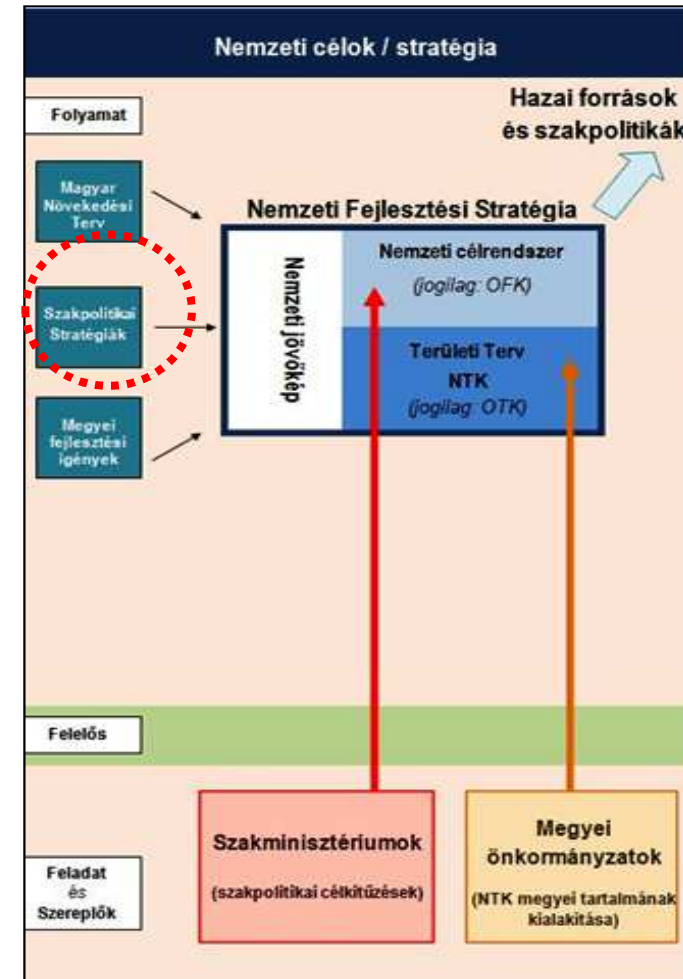 Nemzeti célok / stratégia
Folyamat
Hazai források
és szakpolitikák
Magyar
Növekedési
Terv
Nemzeti Fejlesztési Stratégia
Nemzeti jövőkép
Nemzeti célrendszer
(jogilag: OFK)
Szakpolitikai
Stratégiák
Területi Terv
NTK
(jogilag: OTK)
Megyei
fejlesztési
igények
Felelős
Feladat
és
Szereplők
Szakminisztériumok
(szakpolitikai célkitűzések)
Megyei
önkormányzatok
(NTK megyei tartalmának
kialakítása)